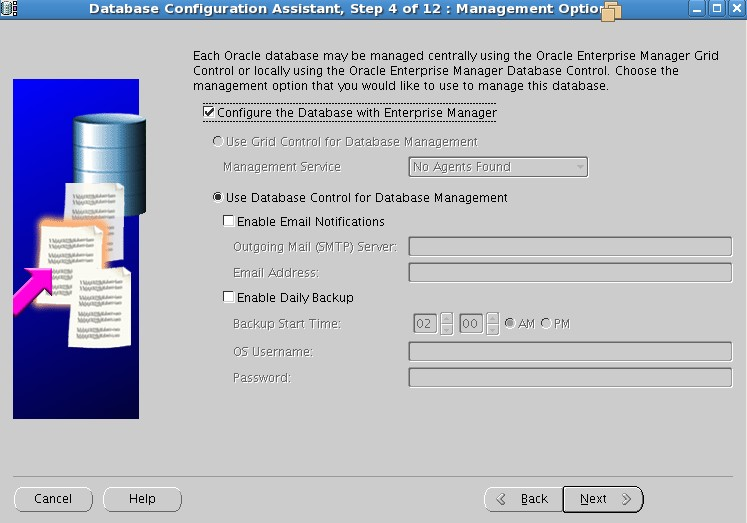 Database Configuration Assistant, Step 4 of 12 : Management Option
Each Oracle database may be managed centrally using the Oracle Enterprise Manager Grid
Control or locally using the Oracle Enterprise Manager Database Control. Choose the
management option that you would like to use to manage this database.
Configure the Database with Enterprise Manager
Use Grid Control for Database Management
Management Service No Agents Found
Use Database Control for Database Management
Enable Email Notifications
Outgoing Mail (SMTP) Server:
Email Address:
Enable Daily Backup
Backup Start Time: 02 00 AM PM
OS Username:
Password:
Cancel Help Back Next